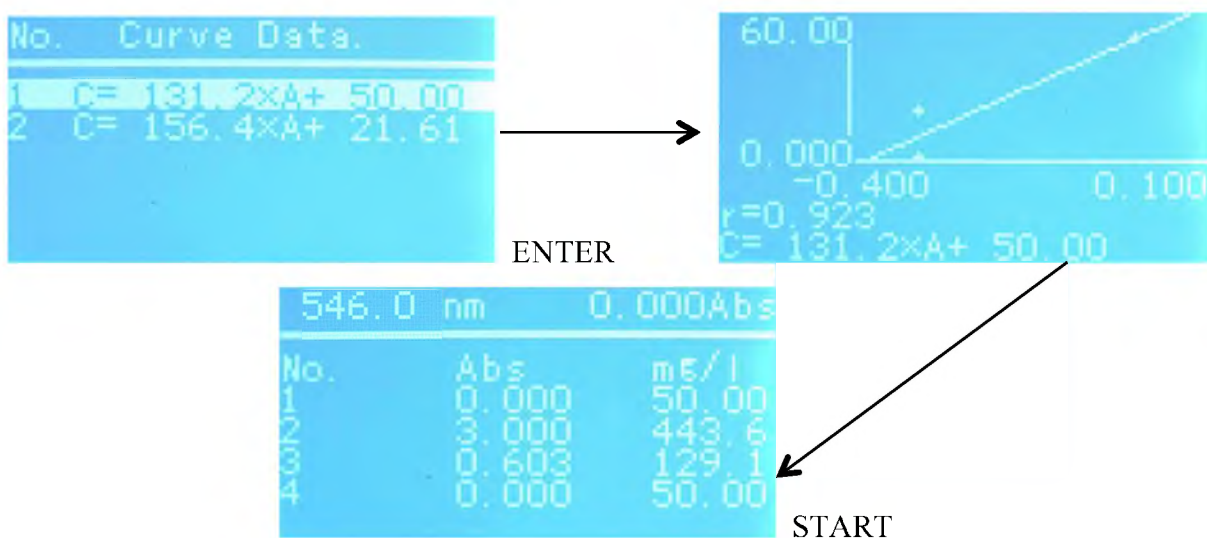 No. Curve Data.
1 C= 131.2×A+ 50.00
2 C= 156.4×A+ 21.61
ENTER
60.00
0.000
-0.400 0.100
r=0.923
C= 131.2×A+ 50.00
546.0 nm 0.000Abs
No. Abs mg/l
1 0.000 50.00
2 3.000 443.6
3 0.603 129.1
4 0.000 50.00
START